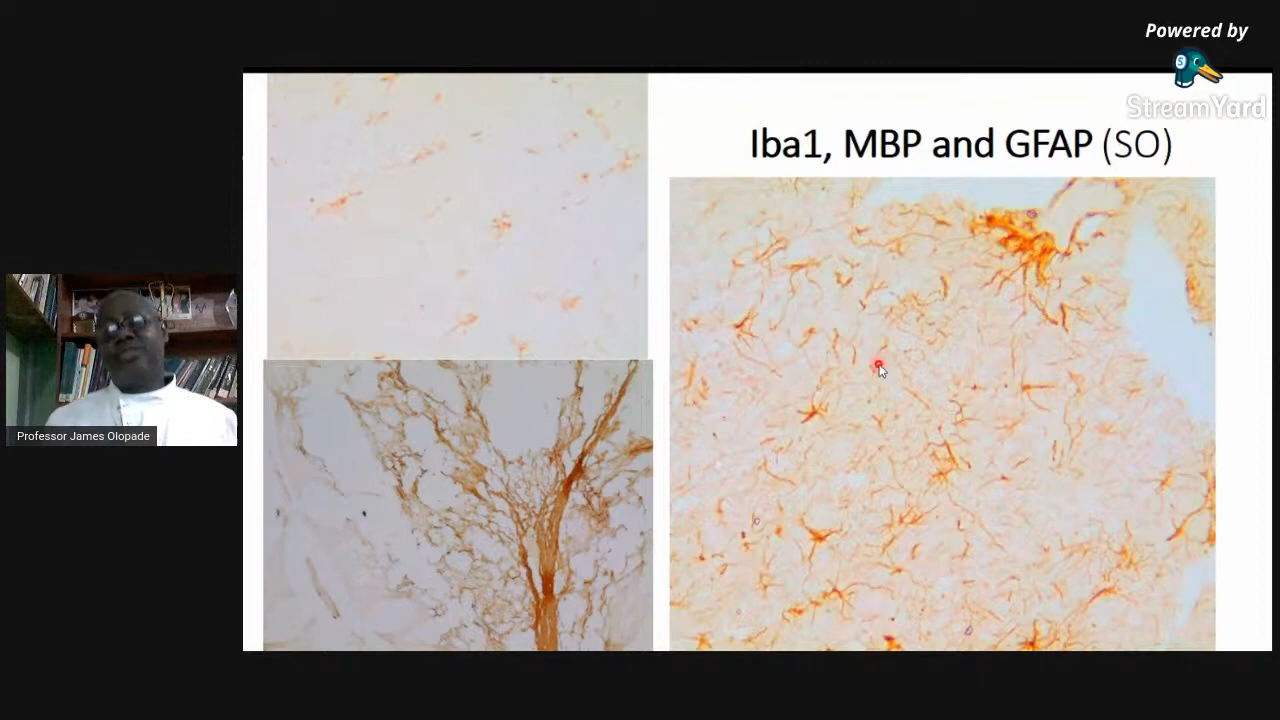 Powered by
StreamYard
Iba1, MBP and GFAP (SO)
Professor James Olopade